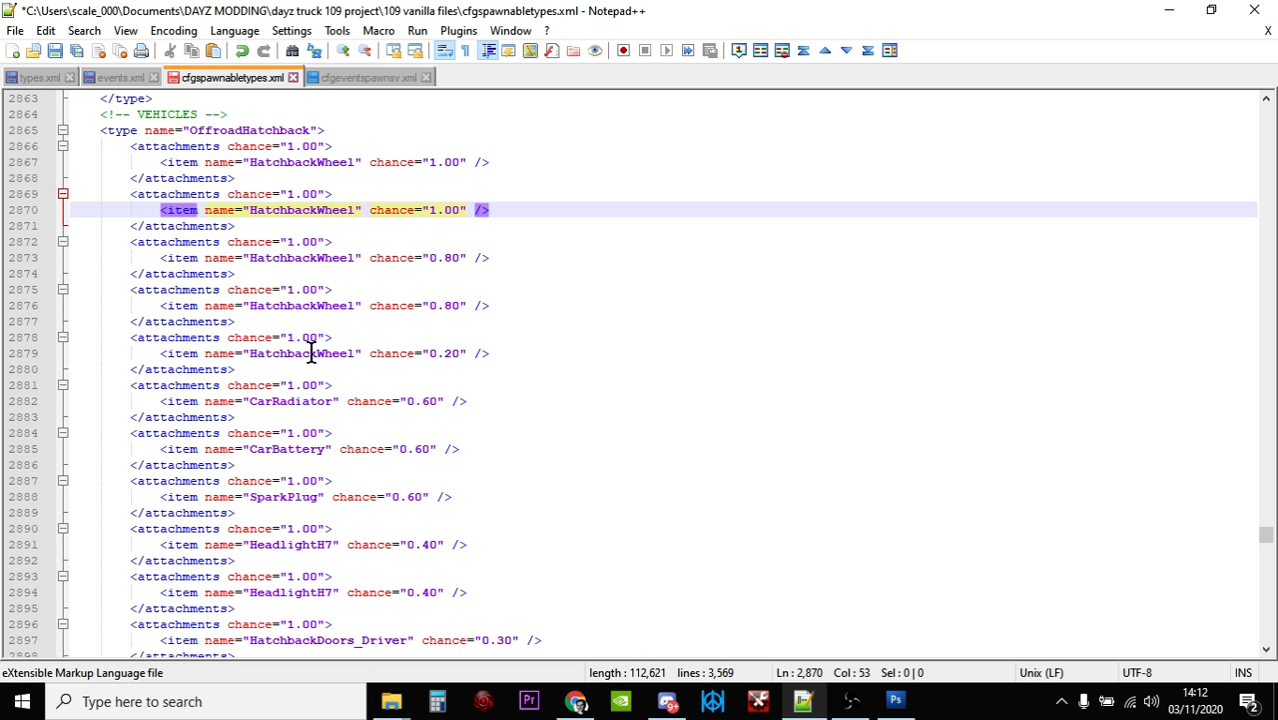 *C:\Users\scale_000\Documents\DAYZ MODDING\dayz truck 109 project\109 vanilla files\cfgspawnabletypes.xml - Notepad++
File Edit Search View Encoding Language Settings Tools Macro Run Plugins Window ? X
types.xml events.xml cfgspawnabletypes.xml cfgeventspawnsv.xml
2863 </type>
2864 <!-- VEHICLES -->
2865 <type name="OffroadHatchback">
2866 <attachments chance="1.00">
2867 <item name="HatchbackWheel" chance="1.00" />
2868 </attachments>
2869 <attachments chance="1.00">
2870 <item name="HatchbackWheel" chance="1.00" />
2871 </attachments>
2872 <attachments chance="1.00">
2873 <item name="HatchbackWheel" chance="0.80" />
2874 </attachments>
2875 <attachments chance="1.00">
2876 <item name="HatchbackWheel" chance="0.80" />
2877 </attachments>
2878 <attachments chance="1.00">
2879 <item name="HatchbackWheel" chance="0.20" />
2880 </attachments>
2881 <attachments chance="1.00">
2882 <item name="CarRadiator" chance="0.60" />
2883 </attachments>
2884 <attachments chance="1.00">
2885 <item name="CarBattery" chance="0.60" />
2886 </attachments>
2887 <attachments chance="1.00">
2888 <item name="SparkPlug" chance="0.60" />
2889 </attachments>
2890 <attachments chance="1.00">
2891 <item name="HeadlightH7" chance="0.40" />
2892 </attachments>
2893 <attachments chance="1.00">
2894 <item name="HeadlightH7" chance="0.40" />
2895 </attachments>
2896 <attachments chance="1.00">
2897 <item name="HatchbackDoors_Driver" chance="0.30" />
2898 </attachments>
eXtensible Markup Language file length : 112,621 lines : 3,569 Ln : 2,870 Col : 53 Sel : 0 | 0 Unix (LF) UTF-8 INS
Type here to search
14:12
03/11/2020